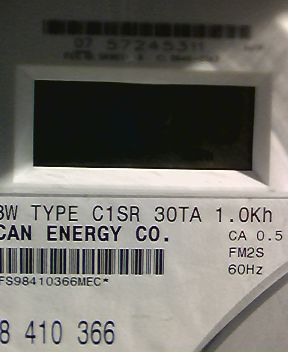 07 57245311
3W TYPE C1SR 30TA 1.0Kh
CAN ENERGY CO.
CA 0.5
FM2S
60Hz
FS98410366MEC*
8 410 366